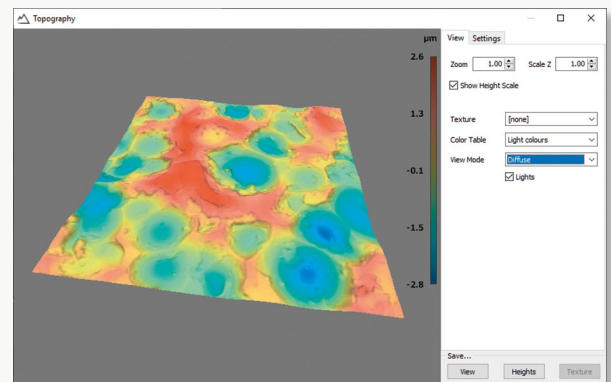 Topography
µm
2.6
1.3
-0.1
-1.5
-2.8
View Settings
Zoom 1.00 Scale Z 1.00
Show Height Scale
Texture [none]
Color Table Light colours
View Mode Diffuse
Lights
Save...
View Heights Texture